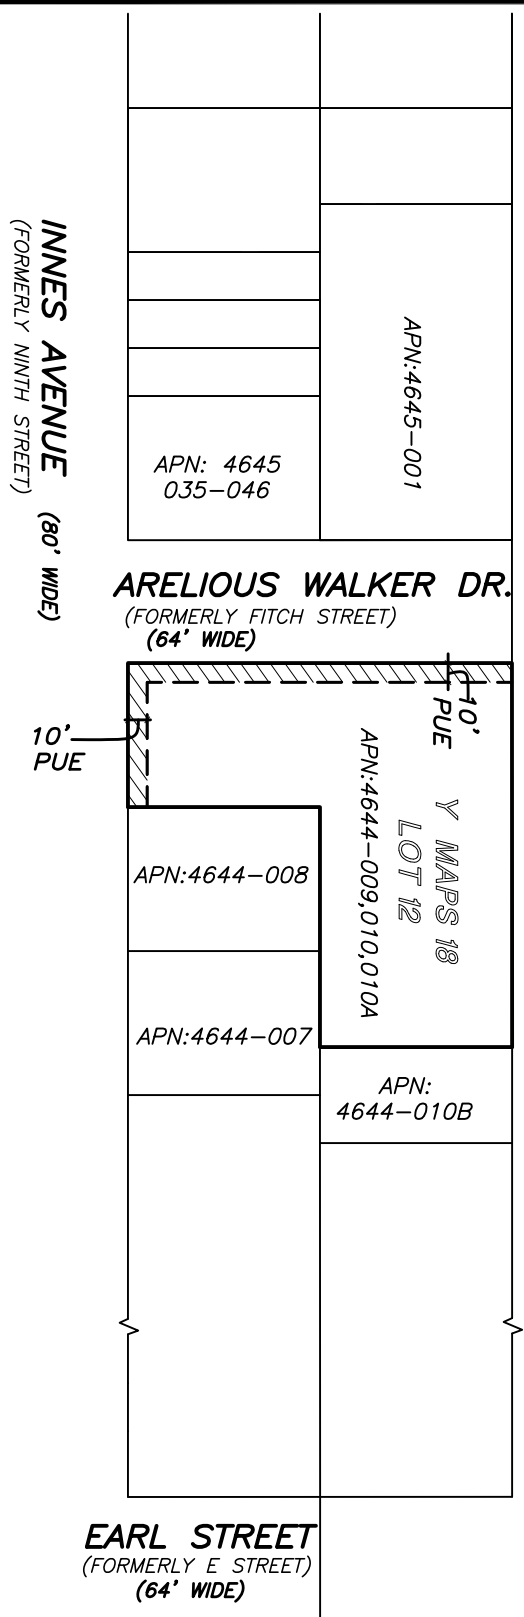 INNES AVENUE (80' WIDE)
(FORMERLY NINTH STREET)
APN:4645-001
APN: 4645
035-046
ARELIOUS WALKER DR.
(FORMERLY FITCH STREET)
(64' WIDE)
10'
PUE
10'
PUE
Y MAPS 18
LOT 12
APN:4644-009,010,010A
APN:4644-008
APN:4644-007
APN:
4644-010B
EARL STREET
(FORMERLY E STREET)
(64' WIDE)